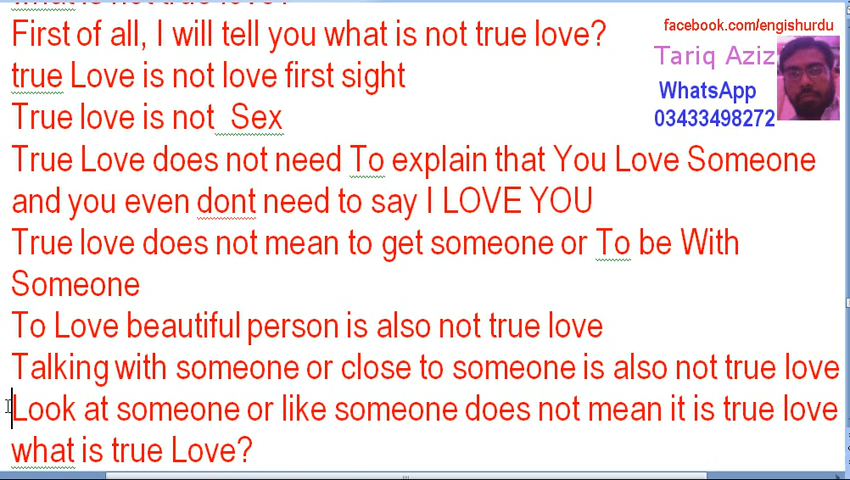 what is not true love?
First of all, I will tell you what is not true love?
true Love is not love first sight
True love is not  Sex
True Love does not need To explain that You Love Someone
and you even dont need to say I LOVE YOU
True love does not mean to get someone or To be With
Someone
To Love beautiful person is also not true love
Talking with someone or close to someone is also not true love
Look at someone or like someone does not mean it is true love
what is true Love?
facebook.com/engishurdu
Tariq Aziz
WhatsApp
03433498272